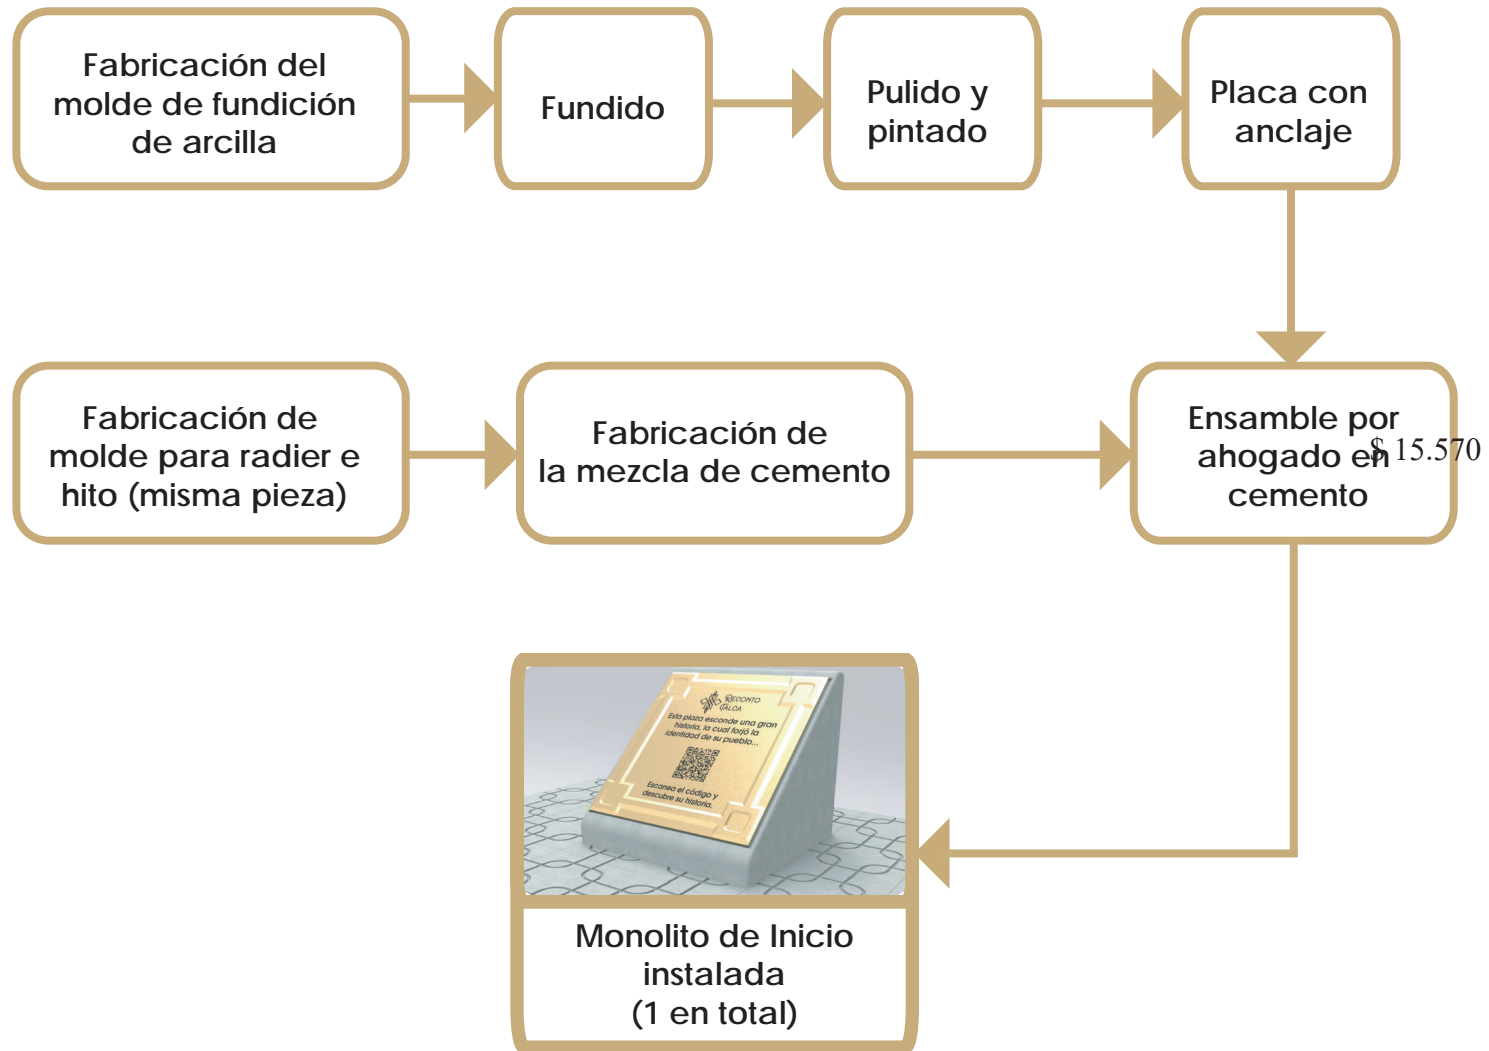 Fabricación del
molde de fundición
de arcilla
Fundido
Pulido y
pintado
Placa con
anclaje
Fabricación de
molde para radier e
hito (misma pieza)
Fabricación de
la mezcla de cemento
Ensamble por
ahogado en
cemento
$ 15.570
RECONTO
TALCA
Esta plaza esconde una gran
historia, la cual forjó la
identidad de su pueblo...
Escanea el código y
descubre su historia.
Monolito de Inicio
instalada
(1 en total)